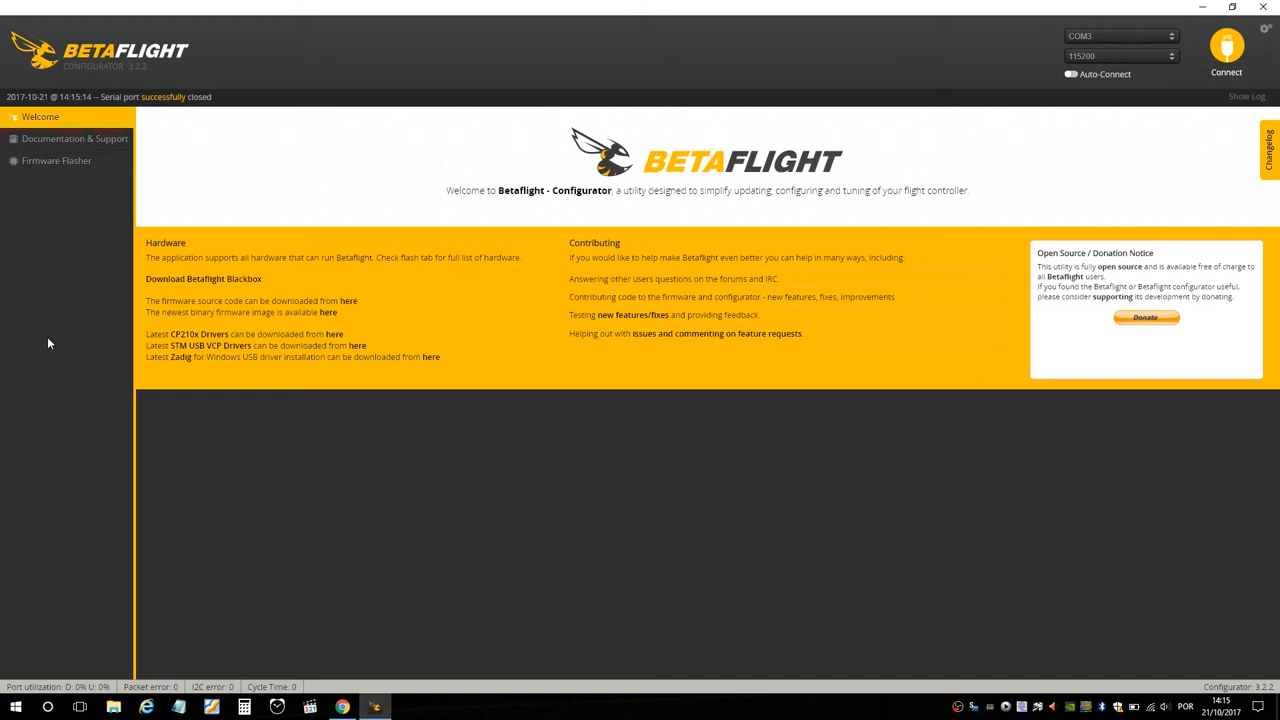 BETAFLIGHT
CONFIGURATOR 3.2.2
COM3
115200
Auto-Connect
Connect
2017-10-21 @ 14:15:14 -- Serial port successfully closed
Show Log
Welcome
Documentation & Support
Firmware Flasher
Changelog
BETAFLIGHT
Welcome to Betaflight - Configurator, a utility designed to simplify updating, configuring and tuning of your flight controller.
Hardware
The application supports all hardware that can run Betaflight. Check flash tab for full list of hardware.
Download Betaflight Blackbox
The firmware source code can be downloaded from here
The newest binary firmware image is available here
Latest CP210x Drivers can be downloaded from here
Latest STM USB VCP Drivers can be downloaded from here
Latest Zadig for Windows USB driver installation can be downloaded from here
Contributing
If you would like to help make Betaflight even better you can help in many ways, including:
Answering other users questions on the forums and IRC.
Contributing code to the firmware and configurator - new features, fixes, improvements
Testing new features/fixes and providing feedback.
Helping out with issues and commenting on feature requests.
Open Source / Donation Notice
This utility is fully open source and is available free of charge to
all Betaflight users.
If you found the Betaflight or Betaflight configurator useful,
please consider supporting its development by donating.
Donate
Port utilization: D: 0% U: 0%
Packet error: 0
I2C error: 0
Cycle Time: 0
Configurator: 3.2.2
POR
14:15
21/10/2017